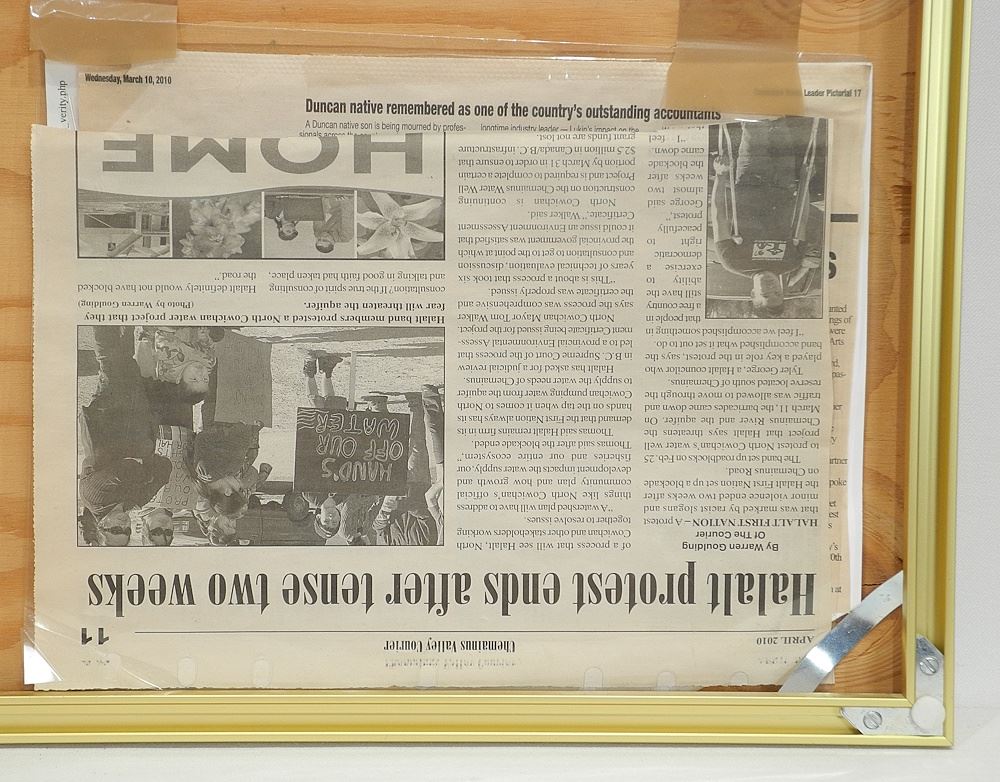 _verity.php
Wednesday, March 10, 2010
Leader Pictorial 17
Duncan native remembered as one of the country's outstanding accountants
A Duncan native son is being mourned by profes-
sionals across the
longtime industry leader — Lukin's impact on the
APRIL 2010
Chemainus Valley Courier
11
Halalt protest ends after tense two weeks
By Warren Goulding
Of The Courier
HALALT FIRST NATION – A protest
that was marked by racist slogans and
minor violence ended two weeks after
the Halalt First Nation set up a blockade
on Chemainus Road.
The band set up roadblocks on Feb. 25
to protest North Cowichan's water well
project that Halalt says threatens the
Chemainus River and the aquifer. On
March 11, the barricades came down and
traffic was allowed to move through the
reserve located south of Chemainus.
Tyler George, a Halalt councilor who
played a key role in the protest, says the
band accomplished what it set out to do.
"I feel we accomplished something in
that people in
a free country
still have the
ability to
exercise a
democratic
right to
peacefully
protest,"
George said
almost two
weeks after
the blockade
came down.
"I feel
of a process that will see Halalt, North
Cowichan and other stakeholders working
together to resolve issues.
"A watershed plan will have to address
things like North Cowichan's official
community plan and how growth and
development impacts the water supply, our
fisheries and our entire ecosystem,"
Thomas said after the blockade ended.
Thomas said Halalt remains firm in its
demand that the First Nation always has its
hands on the tap when it comes to North
Cowichan pumping water from the aquifer
to supply the water needs of Chemainus.
Halalt has asked for a judicial review
in B.C. Supreme Court of the process that
led to a provincial Environmental Assess-
ment Certificate being issued for the project.
North Cowichan Mayor Tom Walker
says the process was comprehensive and
the certificate was properly issued.
"This is about a process that took six
years of technical evaluation, discussion
and consultation to get to the point at which
the provincial government was satisfied that
it could issue an Environment Assessment
Certificate," Walker said.
North Cowichan is continuing
construction on the Chemainus Water Well
Project and is required to complete a certain
portion by March 31 in order to ensure that
$2.5 million in Canada/B.C. infrastructure
grant funds are not lost.
HAND'S
OFF OUR
WATER
Halalt band members protested a North Cowichan water project that they
fear will threaten the aquifer.
(Photo by Warren Goulding)
consultation? If the true spirit of consulting
and talking in good faith had taken place,
Halalt definitely would not have blocked
the road."
HOME